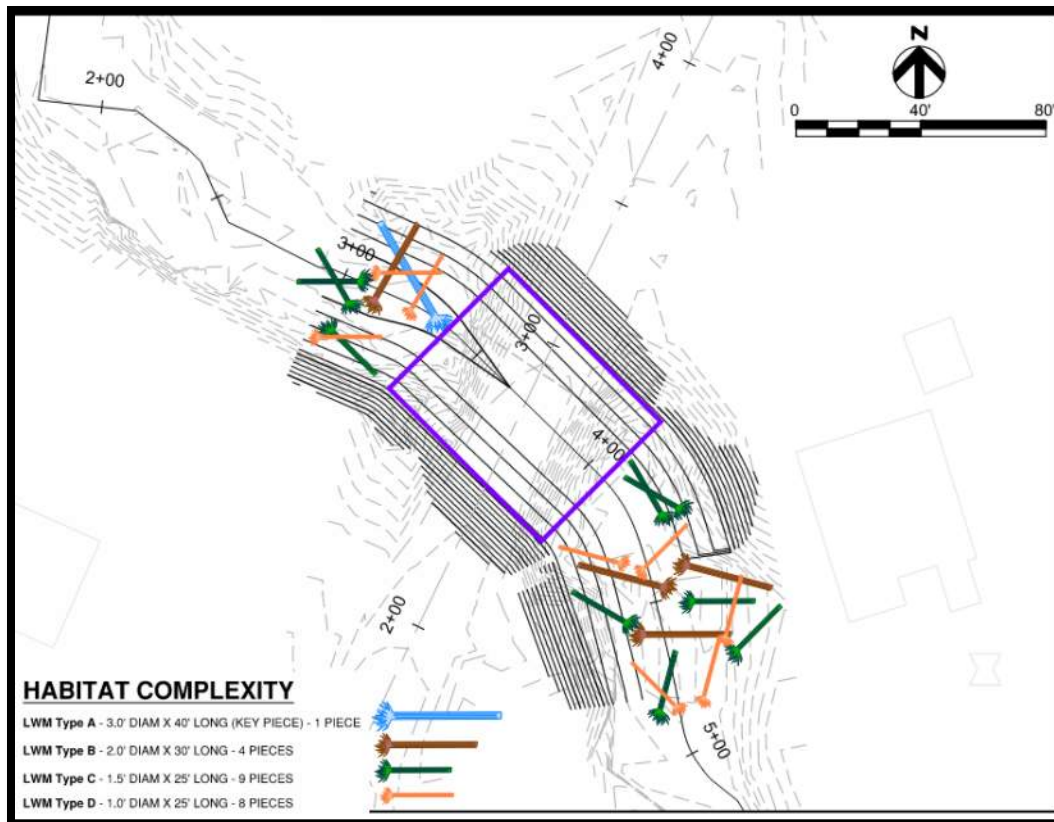 N
0 40' 80'
4+00
2+00
3+00
3+00
4+00
2+00
5+00
HABITAT COMPLEXITY
LWM Type A - 3.0' DIAM X 40' LONG (KEY PIECE) - 1 PIECE
LWM Type B - 2.0' DIAM X 30' LONG - 4 PIECES
LWM Type C - 1.5' DIAM X 25' LONG - 9 PIECES
LWM Type D - 1.0' DIAM X 25' LONG - 8 PIECES